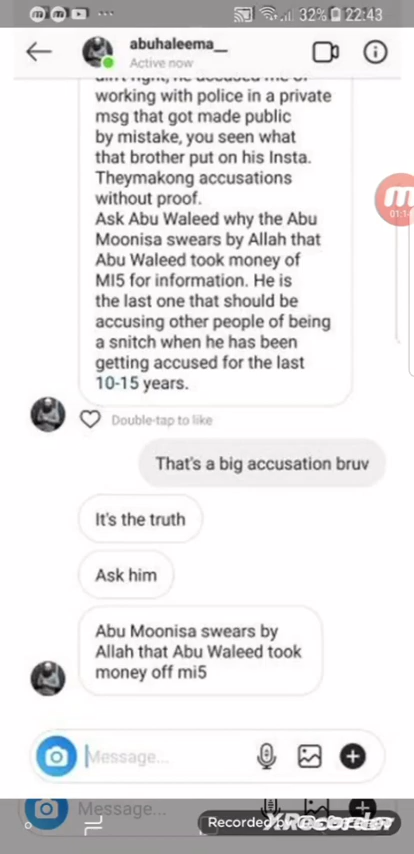 32% 22:43
abuhaleema__
Active now
working with police in a private
msg that got made public
by mistake, you seen what
that brother put on his Insta.
Theymakong accusations
without proof.
Ask Abu Waleed why the Abu
Moonisa swears by Allah that
Abu Waleed took money of
MI5 for information. He is
the last one that should be
accusing other people of being
a snitch when he has been
getting accused for the last
10-15 years.
Double-tap to like
That's a big accusation bruv
It's the truth
Ask him
Abu Moonisa swears by
Allah that Abu Waleed took
money off mi5
Message...
Message...
Recorded by
XRecorder